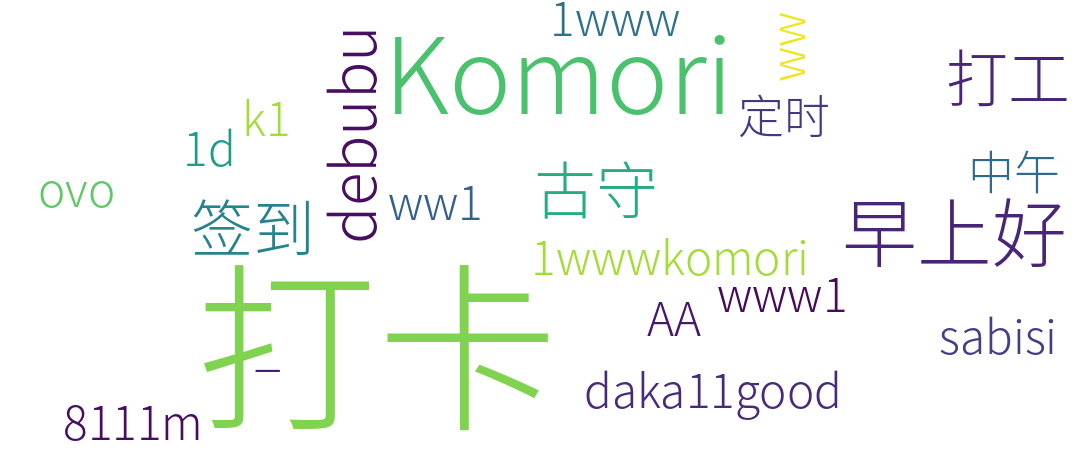 1www
Komori
ww
打工
debubu
定时
k1
1d
中午
ovo
古守
签到
ww1
早上好
1wwwkomori
打卡
www1
AA
sabisi
_
daka11good
8111m